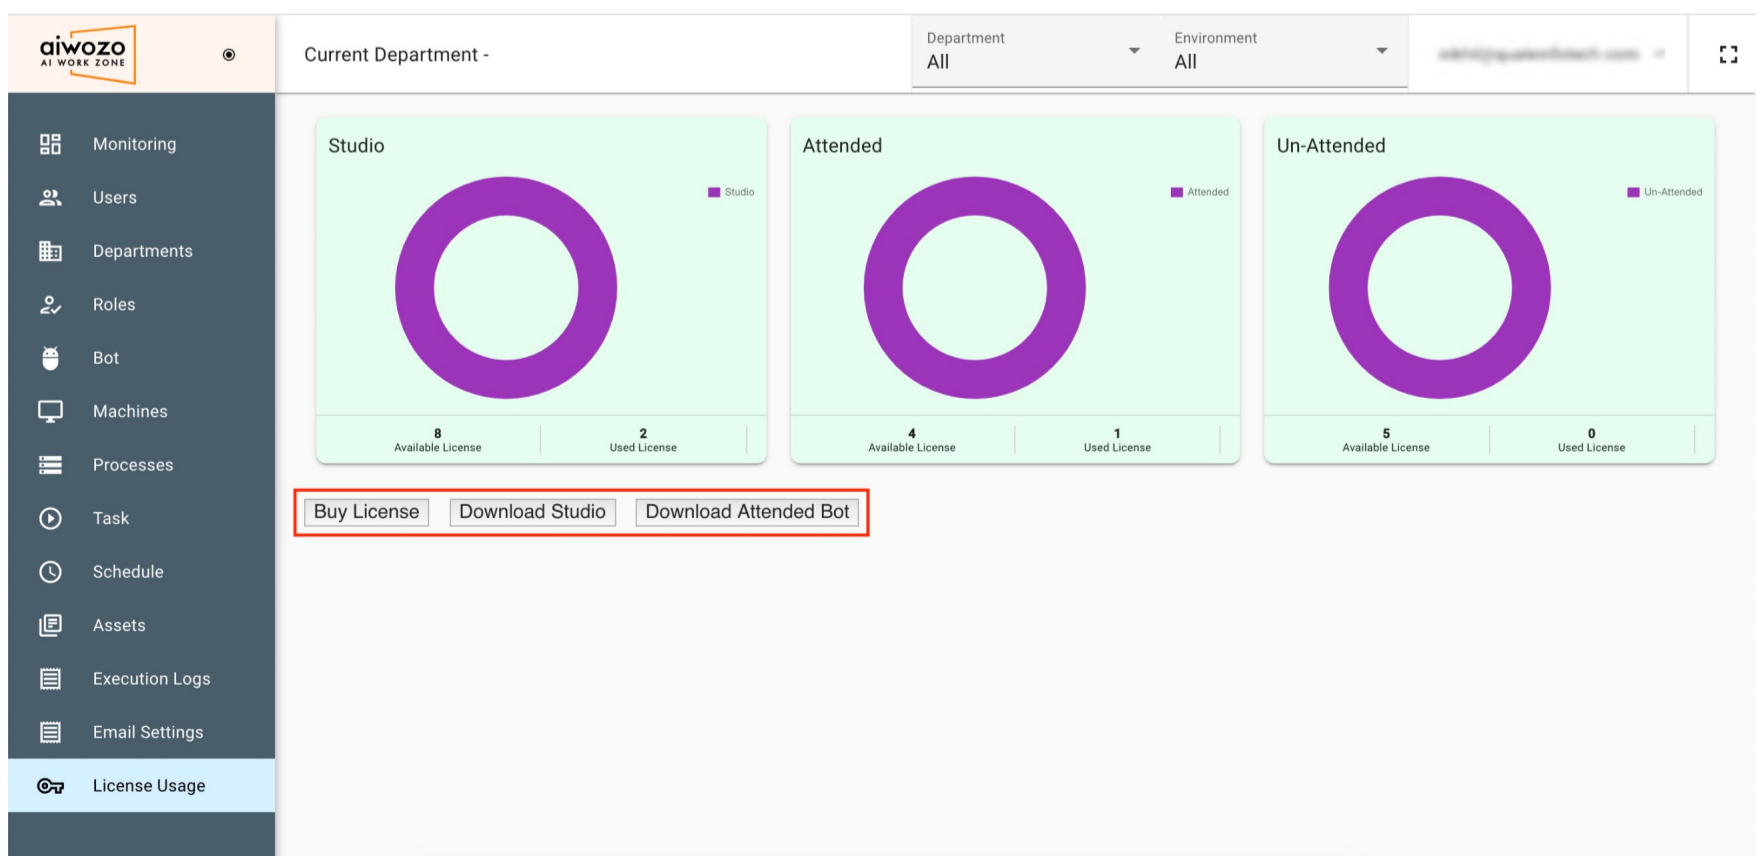 aiwozo
AI WORK ZONE
Current Department -
Department
All
Environment
All
Monitoring
Users
Departments
Roles
Bot
Machines
Processes
Task
Schedule
Assets
Execution Logs
Email Settings
License Usage
Studio
Studio
8
Available License
2
Used License
Attended
Attended
4
Available License
1
Used License
Un-Attended
Un-Attended
5
Available License
0
Used License
Buy License
Download Studio
Download Attended Bot